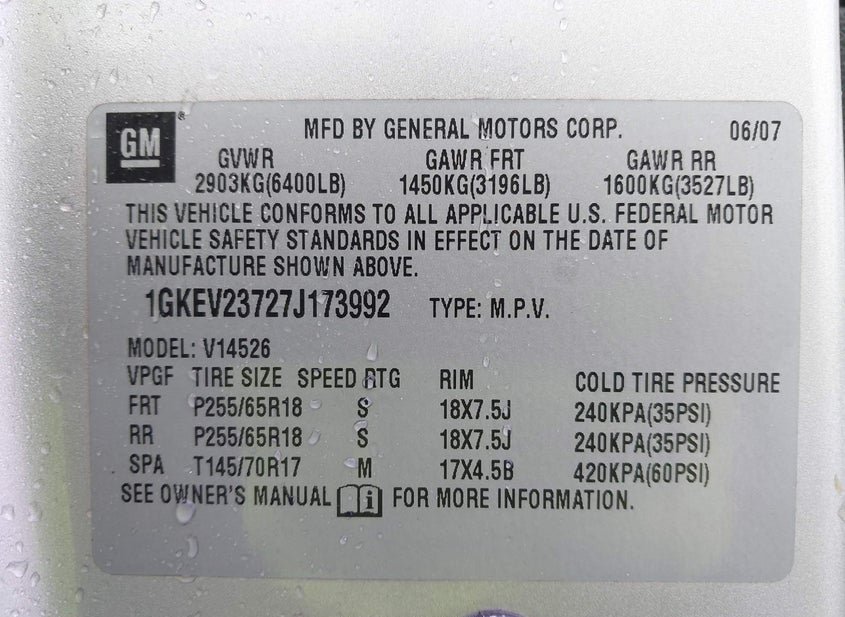 GM® MFD BY GENERAL MOTORS CORP. 06/07
GVWR GAWR FRT GAWR RR
2903KG(6400LB) 1450KG(3196LB) 1600KG(3527LB)
THIS VEHICLE CONFORMS TO ALL APPLICABLE U.S. FEDERAL MOTOR
VEHICLE SAFETY STANDARDS IN EFFECT ON THE DATE OF
MANUFACTURE SHOWN ABOVE.
1GKEV23727J173992 TYPE: M.P.V.
MODEL: V14526
VPGF TIRE SIZE SPEED RTG RIM COLD TIRE PRESSURE
FRT P255/65R18 S 18X7.5J 240KPA(35PSI)
RR P255/65R18 S 18X7.5J 240KPA(35PSI)
SPA T145/70R17 M 17X4.5B 420KPA(60PSI)
SEE OWNER'S MANUAL i FOR MORE INFORMATION.